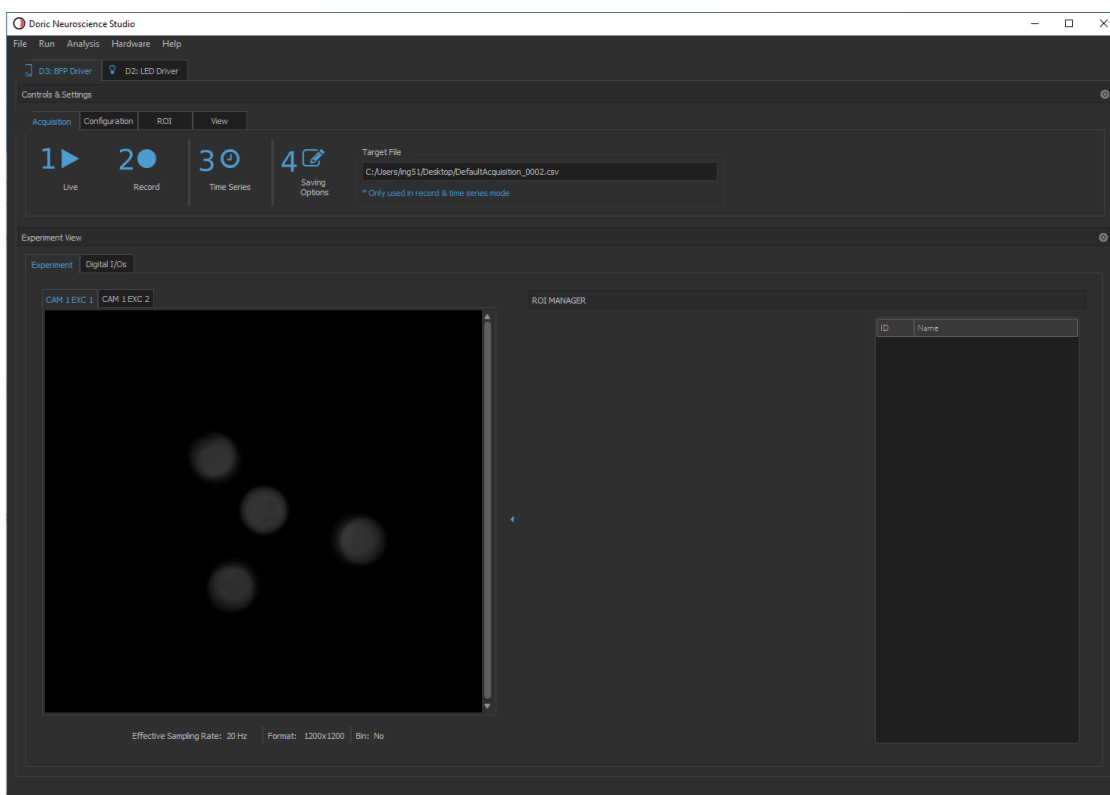 Doric Neuroscience Studio
File Run Analysis Hardware Help
D3: BFP Driver D2: LED Driver
Controls & Settings
Acquisition Configuration ROI View
1 2 3 4
Live Record Time Series Saving Options
Target File
C:/Users/ing51/Desktop/DefaultAcquisition_0002.csv
* Only used in record & time series mode
Experiment View
Experiment Digital I/Os
CAM 1 EXC 1 CAM 1 EXC 2
ROI MANAGER
ID Name
Effective Sampling Rate: 20 Hz Format: 1200x1200 Bin: No